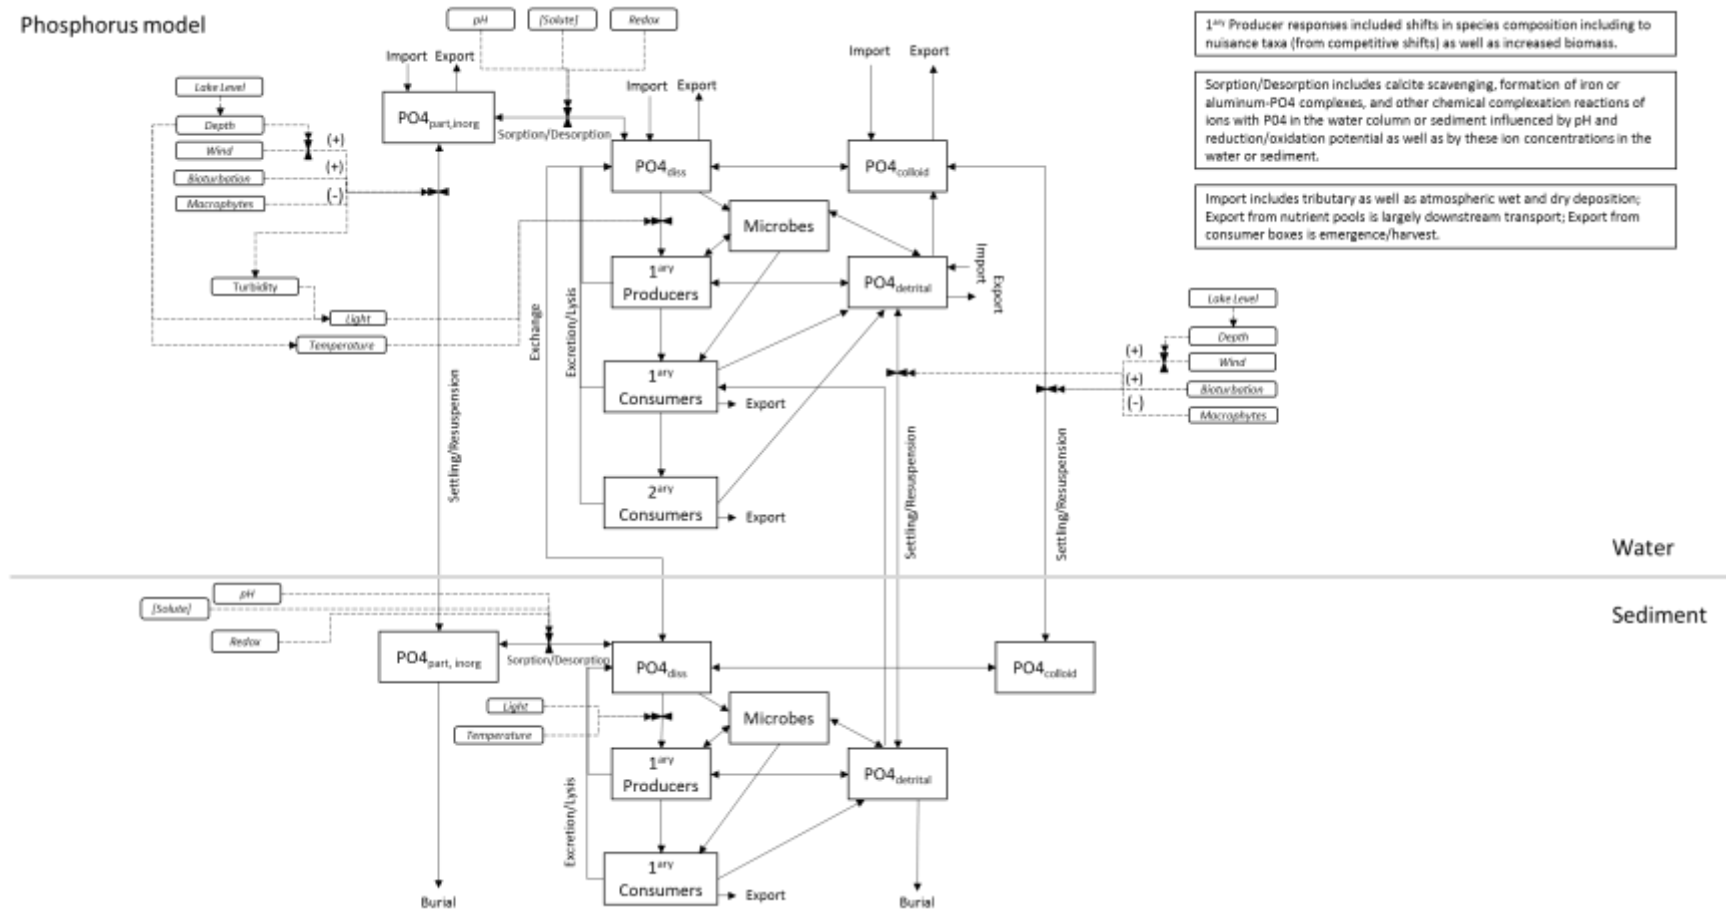 Phosphorus model
pH
[Solute]
Redox
1ary Producer responses included shifts in species composition including to
nuisance taxa (from competitive shifts) as well as increased biomass.
Sorption/Desorption includes calcite scavenging, formation of iron or
aluminum-PO4 complexes, and other chemical complexation reactions of
ions with P04 in the water column or sediment influenced by pH and
reduction/oxidation potential as well as by these ion concentrations in the
water or sediment.
Import includes tributary as well as atmospheric wet and dry deposition;
Export from nutrient pools is largely downstream transport; Export from
consumer boxes is emergence/harvest.
Import Export
Import Export
Import Export
Lake Level
Depth
Wind
Bioturbation
Macrophytes
(+)
(+)
(-)
Turbidity
Light
Temperature
PO4part,inorg
Sorption/Desorption
PO4diss
PO4colloid
Microbes
1ary
Producers
PO4detrital
Import
Export
Exchange
Excretion/Lysis
1ary
Consumers
Export
2ary
Consumers
Export
Settling/Resuspension
Settling/Resuspension
Settling/Resuspension
Lake Level
Depth
Wind
Bioturbation
Macrophytes
(+)
(+)
(-)
Water
Sediment
pH
[Solute]
Redox
PO4part, inorg
Sorption/Desorption
PO4diss
PO4colloid
Light
Temperature
Microbes
1ary
Producers
PO4detrital
Excretion/Lysis
1ary
Consumers
Export
Burial
Burial